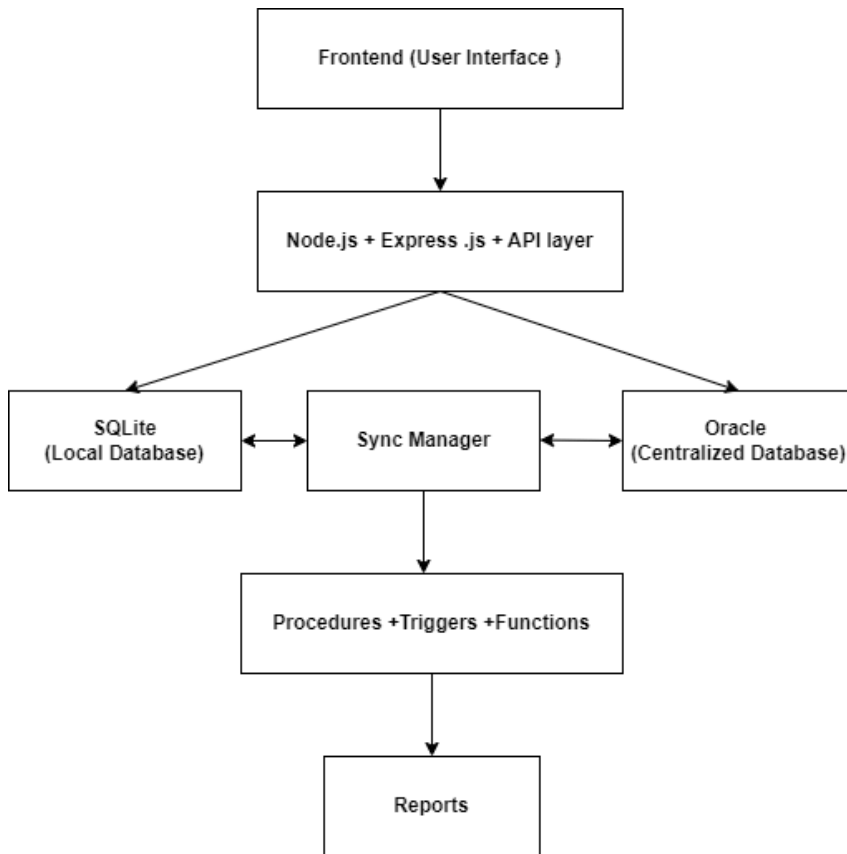 Frontend (User Interface )
Node.js + Express .js + API layer
SQLite
(Local Database)
Sync Manager
Oracle
(Centralized Database)
Procedures +Triggers +Functions
Reports